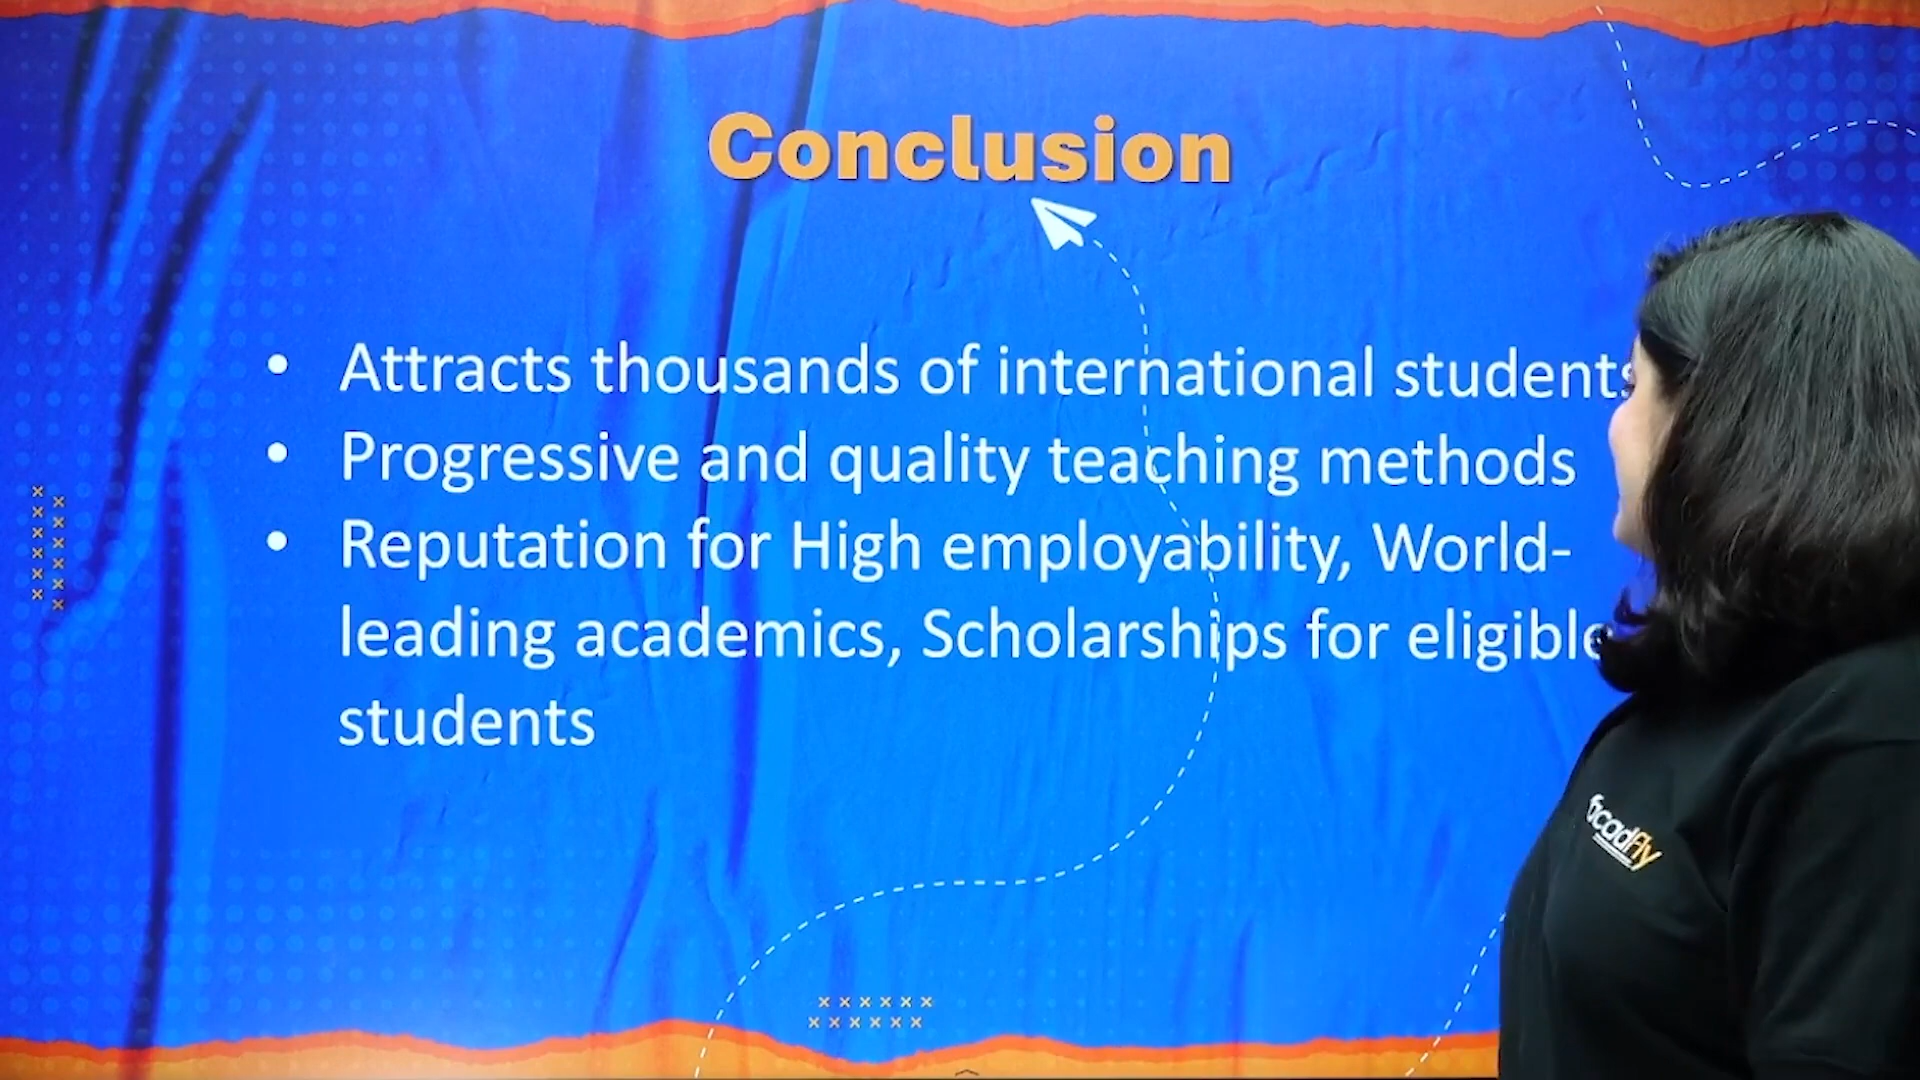 Conclusion
• Attracts thousands of international students
• Progressive and quality teaching methods
• Reputation for High employability, World-
leading academics, Scholarships for eligible
students
acadfly